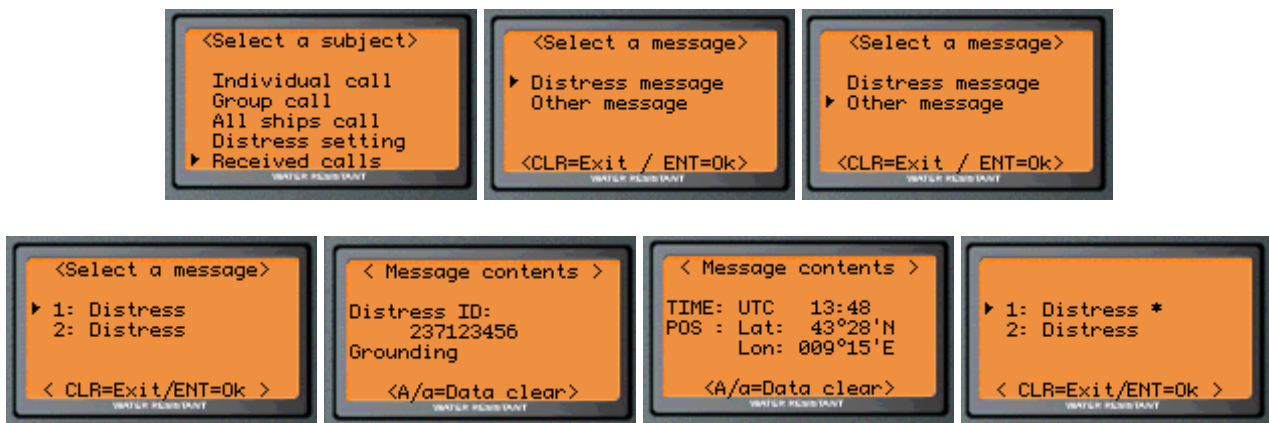 <Select a subject>
Individual call
Group call
All ships call
Distress setting
Received calls
WATER RESISTANT
<Select a message>
Distress message
Other message
<CLR=Exit / ENT=Ok>
WATER RESISTANT
<Select a message>
Distress message
Other message
<CLR=Exit / ENT=Ok>
WATER RESISTANT
<Select a message>
1: Distress
2: Distress
< CLR=Exit/ENT=Ok >
WATER RESISTANT
< Message contents >
Distress ID:
237123456
Grounding
<A/a=Data clear>
WATER RESISTANT
< Message contents >
TIME: UTC 13:48
POS : Lat: 43°28'N
Lon: 009°15'E
<A/a=Data clear>
WATER RESISTANT
1: Distress *
2: Distress
< CLR=Exit/ENT=Ok >
WATER RESISTANT